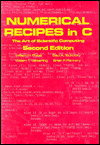 NUMERICAL
RECIPES in C
The Art of Scientific Computing
Second Edition
William H. Press
Saul A. Teukolsky
William T. Vetterling
Brian P. Flannery